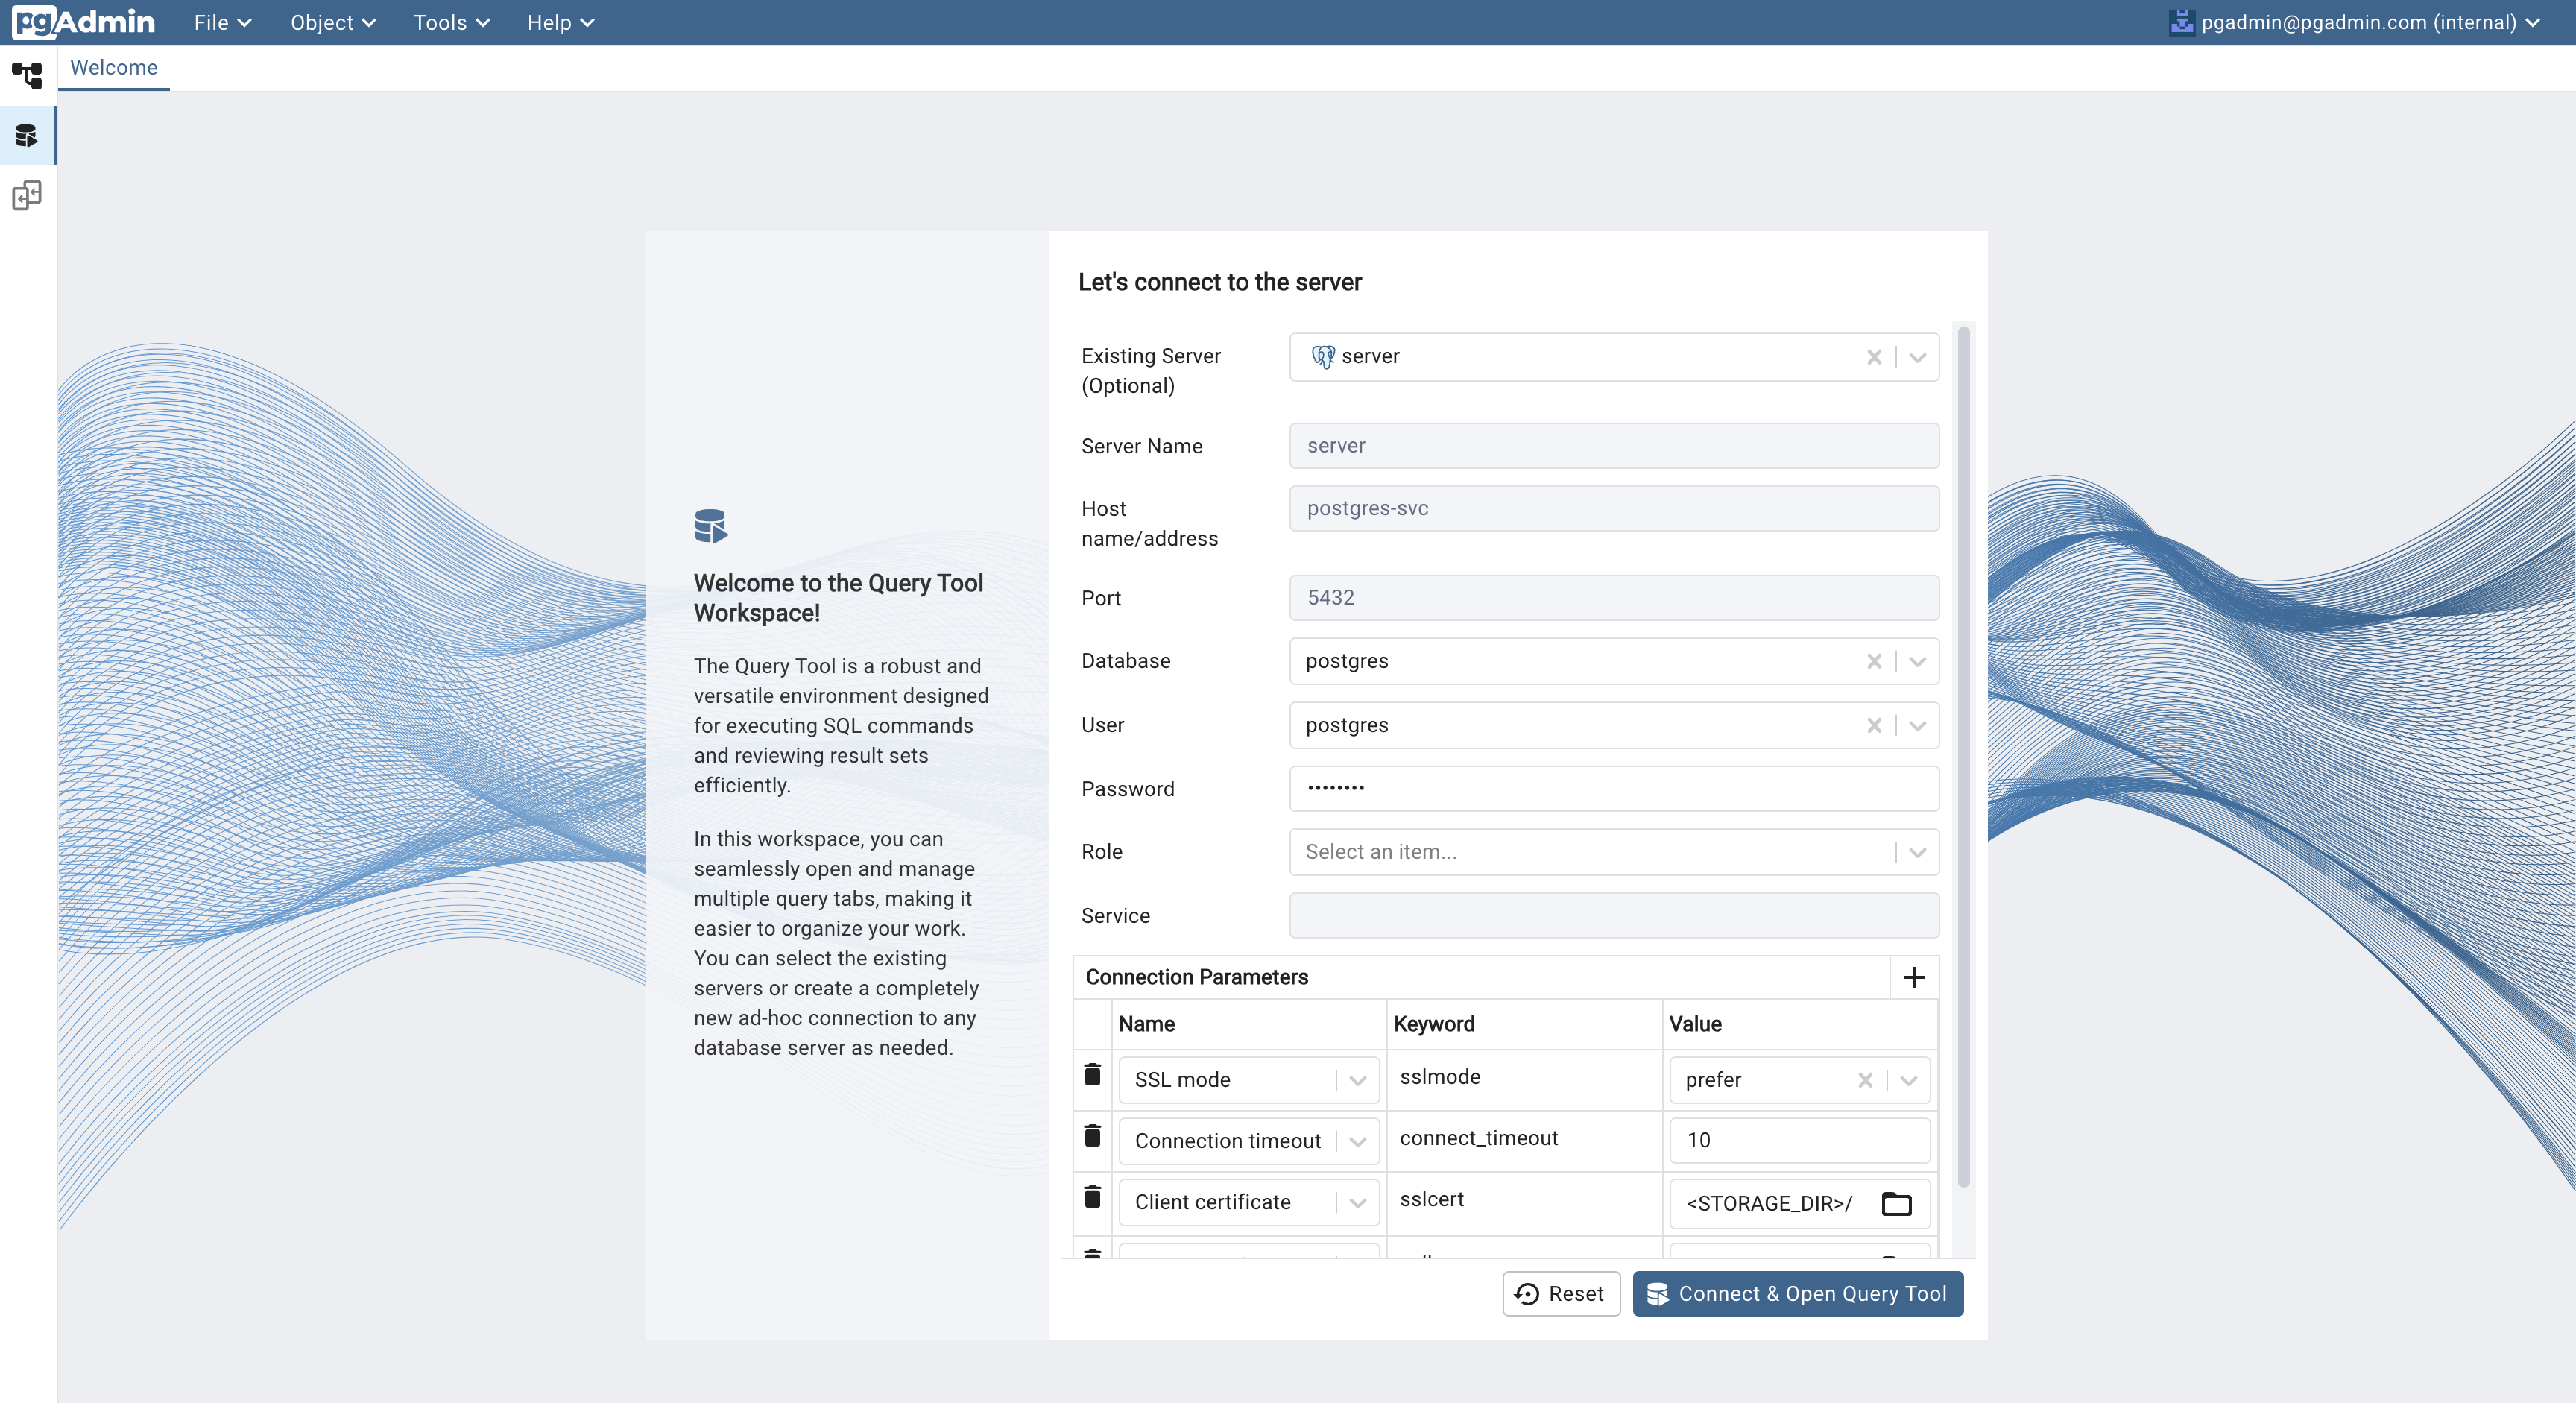 pgAdmin File Object Tools Help pgadmin@pgadmin.com (internal)
Welcome
Welcome to the Query Tool
Workspace!
The Query Tool is a robust and
versatile environment designed
for executing SQL commands
and reviewing result sets
efficiently.
In this workspace, you can
seamlessly open and manage
multiple query tabs, making it
easier to organize your work.
You can select the existing
servers or create a completely
new ad-hoc connection to any
database server as needed.
Let's connect to the server
Existing Server
(Optional)
server
Server Name
server
Host
name/address
postgres-svc
Port
5432
Database
postgres
User
postgres
Password
••••••••
Role
Select an item...
Service
Connection Parameters
Name Keyword Value
SSL mode sslmode prefer
Connection timeout connect_timeout 10
Client certificate sslcert <STORAGE_DIR>/
Reset Connect & Open Query Tool